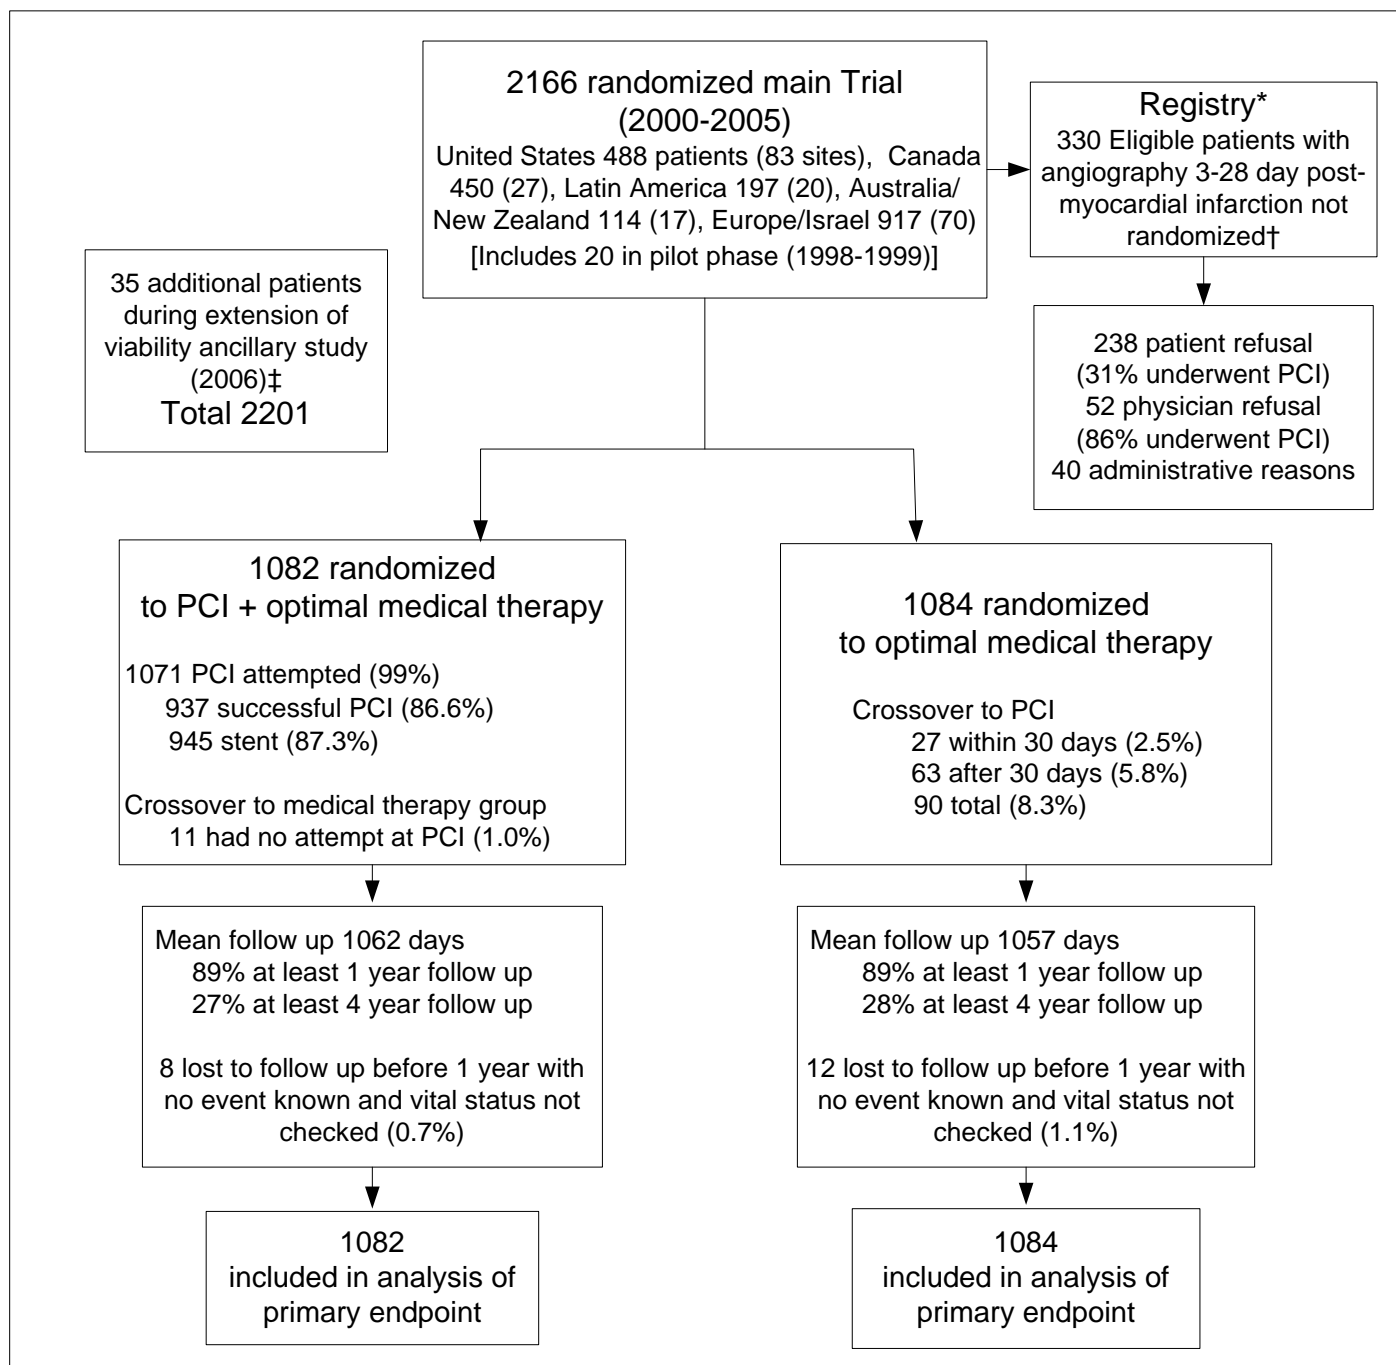 2166 randomized main Trial
(2000-2005)
United States 488 patients (83 sites), Canada
450 (27), Latin America 197 (20), Australia/
New Zealand 114 (17), Europe/Israel 917 (70)
[Includes 20 in pilot phase (1998-1999)]
Registry*
330 Eligible patients with
angiography 3-28 day post-
myocardial infarction not
randomized†
35 additional patients
during extension of
viability ancillary study
(2006)‡
Total 2201
238 patient refusal
(31% underwent PCI)
52 physician refusal
(86% underwent PCI)
40 administrative reasons
1082 randomized
to PCI + optimal medical therapy
1071 PCI attempted (99%)
937 successful PCI (86.6%)
945 stent (87.3%)
Crossover to medical therapy group
11 had no attempt at PCI (1.0%)
1084 randomized
to optimal medical therapy
Crossover to PCI
27 within 30 days (2.5%)
63 after 30 days (5.8%)
90 total (8.3%)
Mean follow up 1062 days
89% at least 1 year follow up
27% at least 4 year follow up
8 lost to follow up before 1 year with
no event known and vital status not
checked (0.7%)
Mean follow up 1057 days
89% at least 1 year follow up
28% at least 4 year follow up
12 lost to follow up before 1 year with
no event known and vital status not
checked (1.1%)
1082
included in analysis of
primary endpoint
1084
included in analysis of
primary endpoint